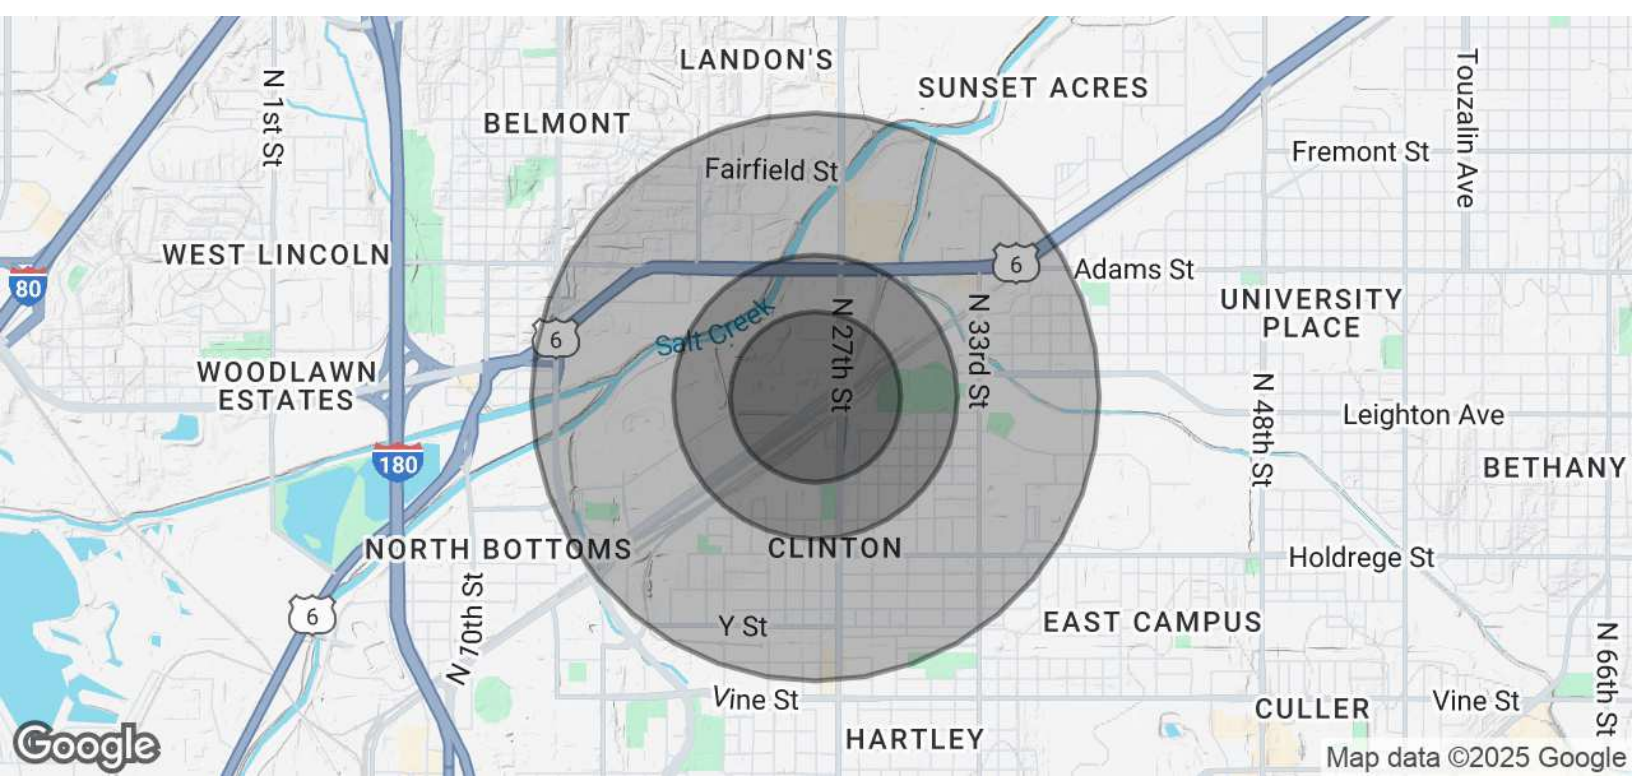 LANDON'S
SUNSET ACRES
N 1st St
BELMONT
Touzalin Ave
Fremont St
Fairfield St
WEST LINCOLN
6
Adams St
80
UNIVERSITY
PLACE
Salt Creek
N 27th St
N 33rd St
6
WOODLAWN
ESTATES
N 48th St
Leighton Ave
180
BETHANY
NORTH BOTTOMS
CLINTON
Holdrege St
6
N 70th St
Y St
EAST CAMPUS
N 66th St
Vine St
CULLER
Vine St
HARTLEY
Google
Map data ©2025 Google